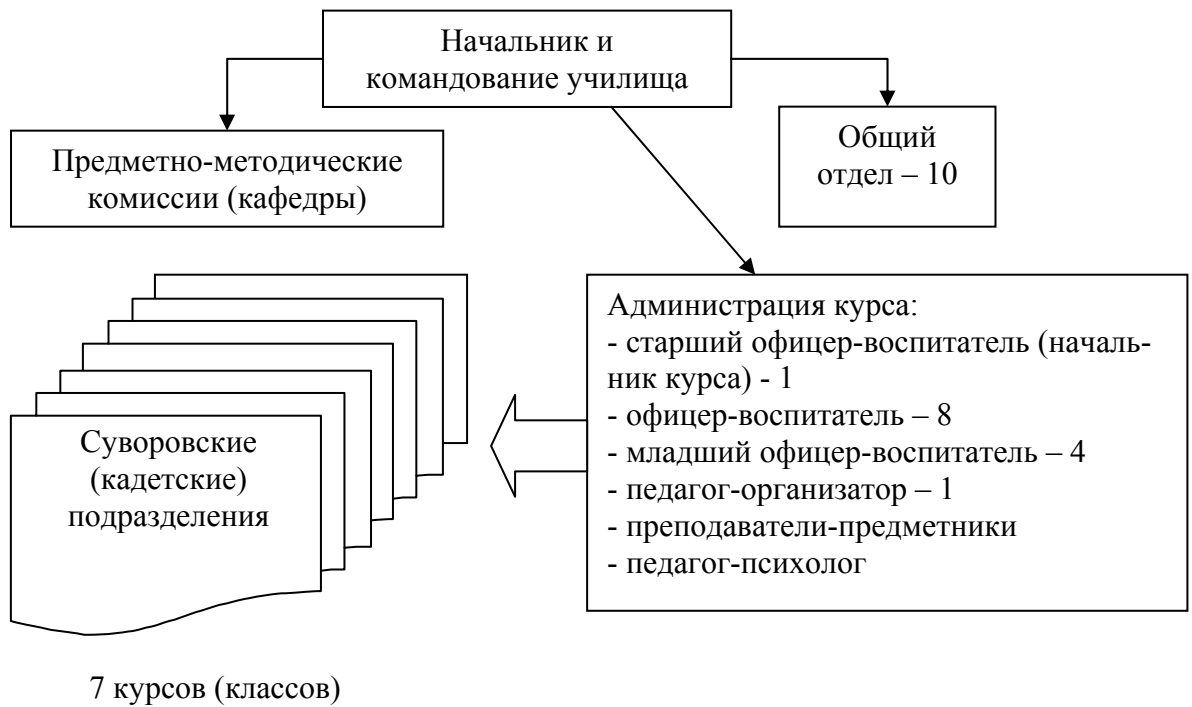 Начальник и
командование училища
Предметно-методические
комиссии (кафедры)
Общий
отдел – 10
Суворовские
(кадетские)
подразделения
Администрация курса:
- старший офицер-воспитатель (началь-
ник курса) - 1
- офицер-воспитатель – 8
- младший офицер-воспитатель – 4
- педагог-организатор – 1
- преподаватели-предметники
- педагог-психолог
7 курсов (классов)